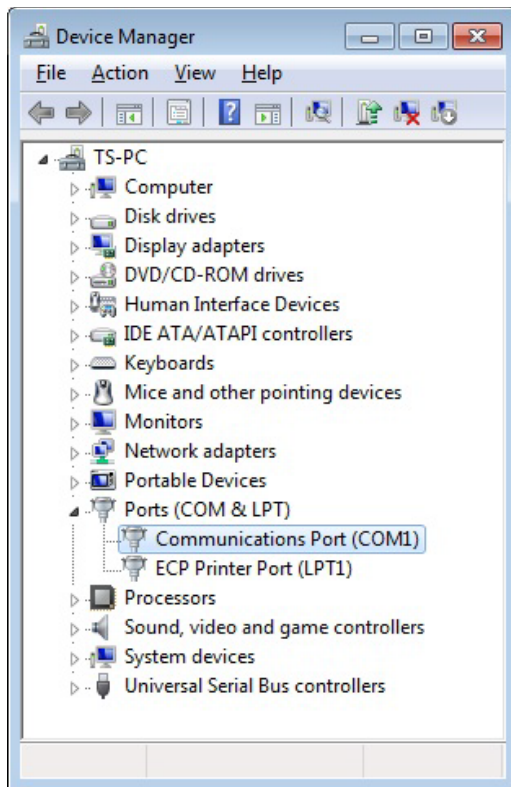 Device Manager
File Action View Help
TS-PC
Computer
Disk drives
Display adapters
DVD/CD-ROM drives
Human Interface Devices
IDE ATA/ATAPI controllers
Keyboards
Mice and other pointing devices
Monitors
Network adapters
Portable Devices
Ports (COM & LPT)
Communications Port (COM1)
ECP Printer Port (LPT1)
Processors
Sound, video and game controllers
System devices
Universal Serial Bus controllers